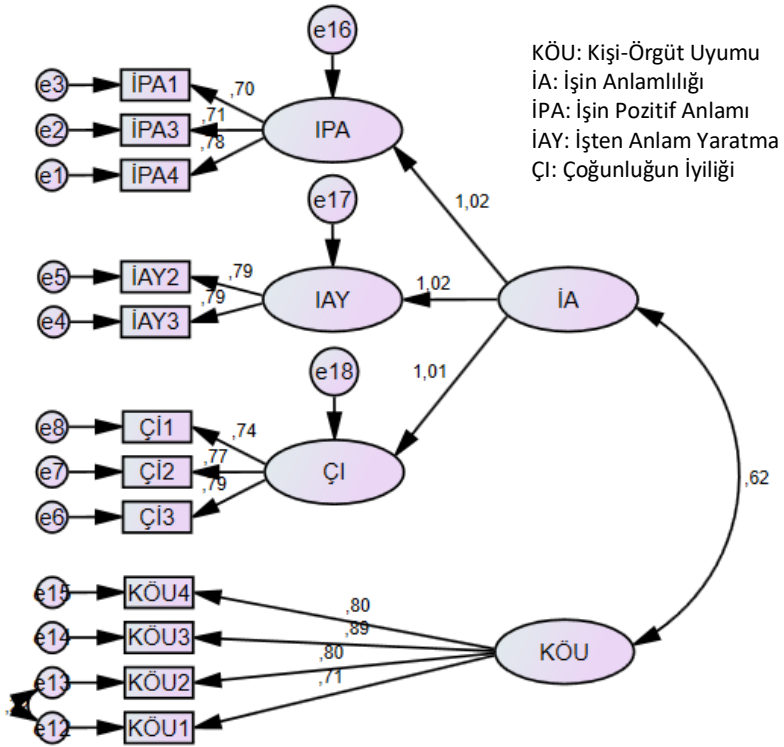 KÖU: Kişi-Örgüt Uyumu
İA: İşin Anlamlılığı
İPA: İşin Pozitif Anlamı
İAY: İşten Anlam Yaratma
ÇI: Çoğunluğun İyiliği
e16
e3
İPA1
,70
e2
İPA3
,71
IPA
e1
İPA4
,78
1,02
e17
e5
İAY2
,79
IAY
1,02
İA
e4
İAY3
,79
e18
1,01
e8
Çİ1
,74
e7
Çİ2
,77
ÇI
,62
e6
Çİ3
,79
e15
KÖU4
,80
e14
KÖU3
,89
KÖU
e13
KÖU2
,80
e12
KÖU1
,71